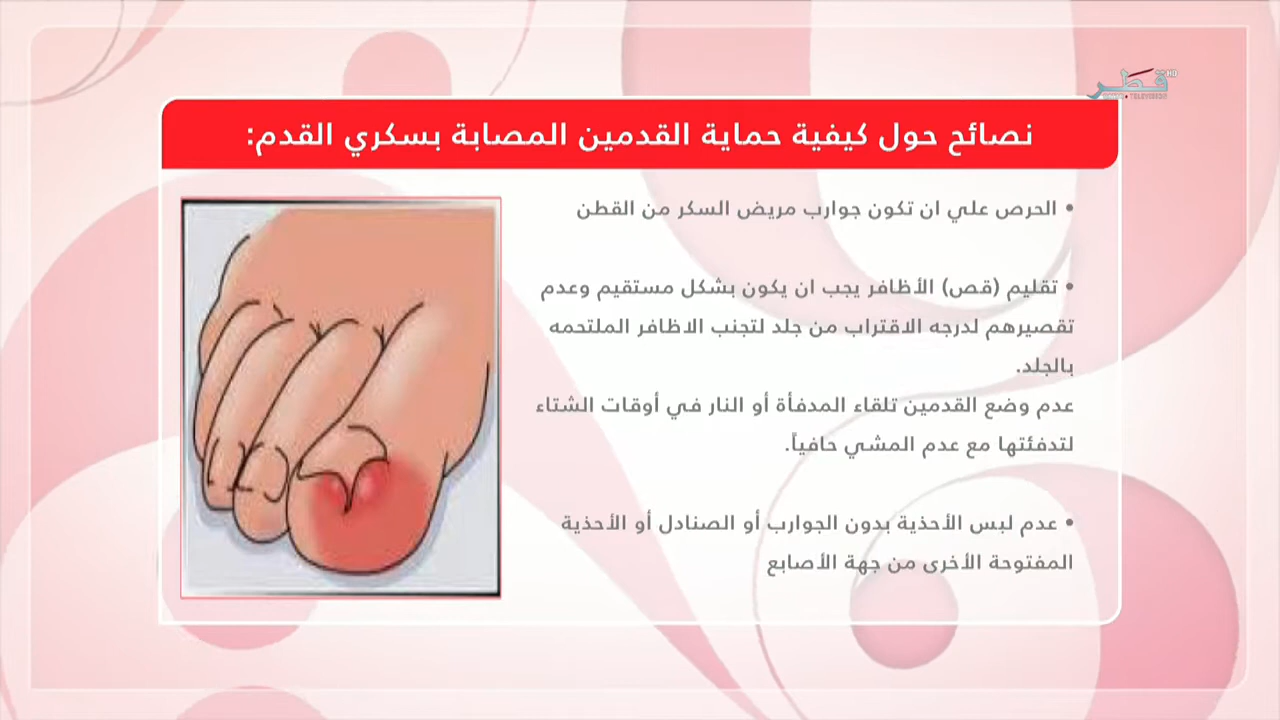 قطر
HD
نصائح حول كيفية حماية القدمين المصابة بسكري القدم:
• الحرص علي ان تكون جوارب مريض السكر من القطن
• تقليم (قص) الأظافر يجب ان يكون بشكل مستقيم وعدم
تقصيرهم لدرجه الاقتراب من جلد لتجنب الاظافر الملتحمه
بالجلد.
عدم وضع القدمين تلقاء المدفأة أو النار في أوقات الشتاء
لتدفئتها مع عدم المشي حافياً.
• عدم لبس الأحذية بدون الجوارب أو الصنادل أو الأحذية
المفتوحة الأخرى من جهة الأصابع